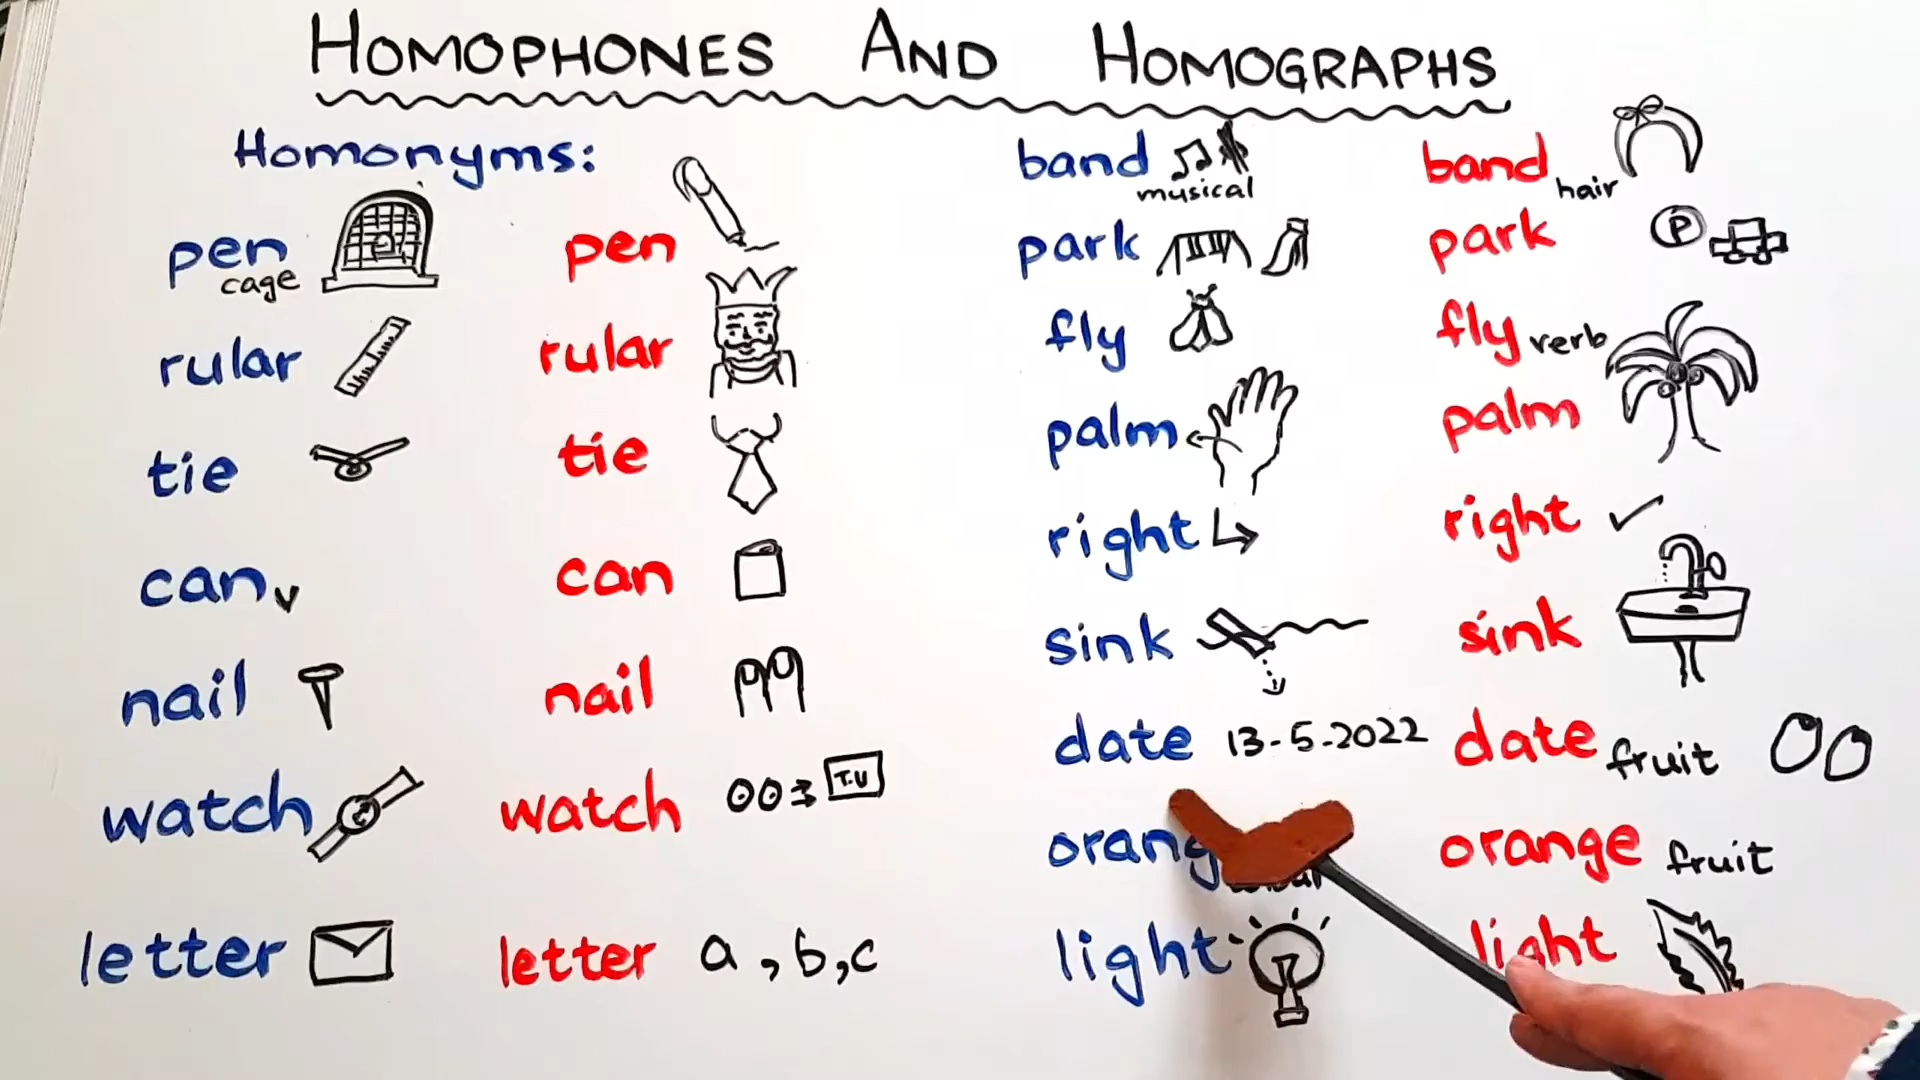 HOMOPHONES AND HOMOGRAPHS
Homonyms:
pen cage pen
rular rular
tie tie
can v can
nail nail
watch watch T.V
letter letter a, b, c
band musical band hair
park park P
fly fly verb
palm palm
right right
sink sink
date 13-5-2022 date fruit
orange fruit
light light